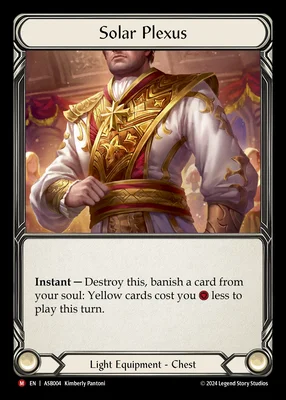 Solar Plexus
Instant — Destroy this, banish a card from
your soul: Yellow cards cost you less to
play this turn.
Light Equipment - Chest
M EN | ASB004 Kimberly Pantoni
© 2024 Legend Story Studios